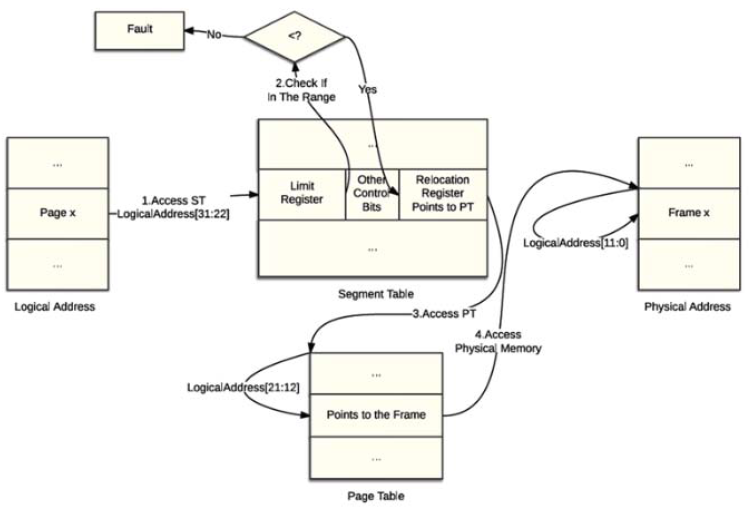 Fault
No
<?
2.Check If
In The Range
Yes
...
Page x
...
Logical Address
1.Access ST
LogicalAddress[31:22]
...
Limit
Register
Other
Control
Bits
Relocation
Register
Points to PT
...
Segment Table
...
Frame x
...
LogicalAddress[11:0]
Physical Address
3.Access PT
4.Access
Physical Memory
LogicalAddress[21:12]
...
Points to the Frame
...
Page Table